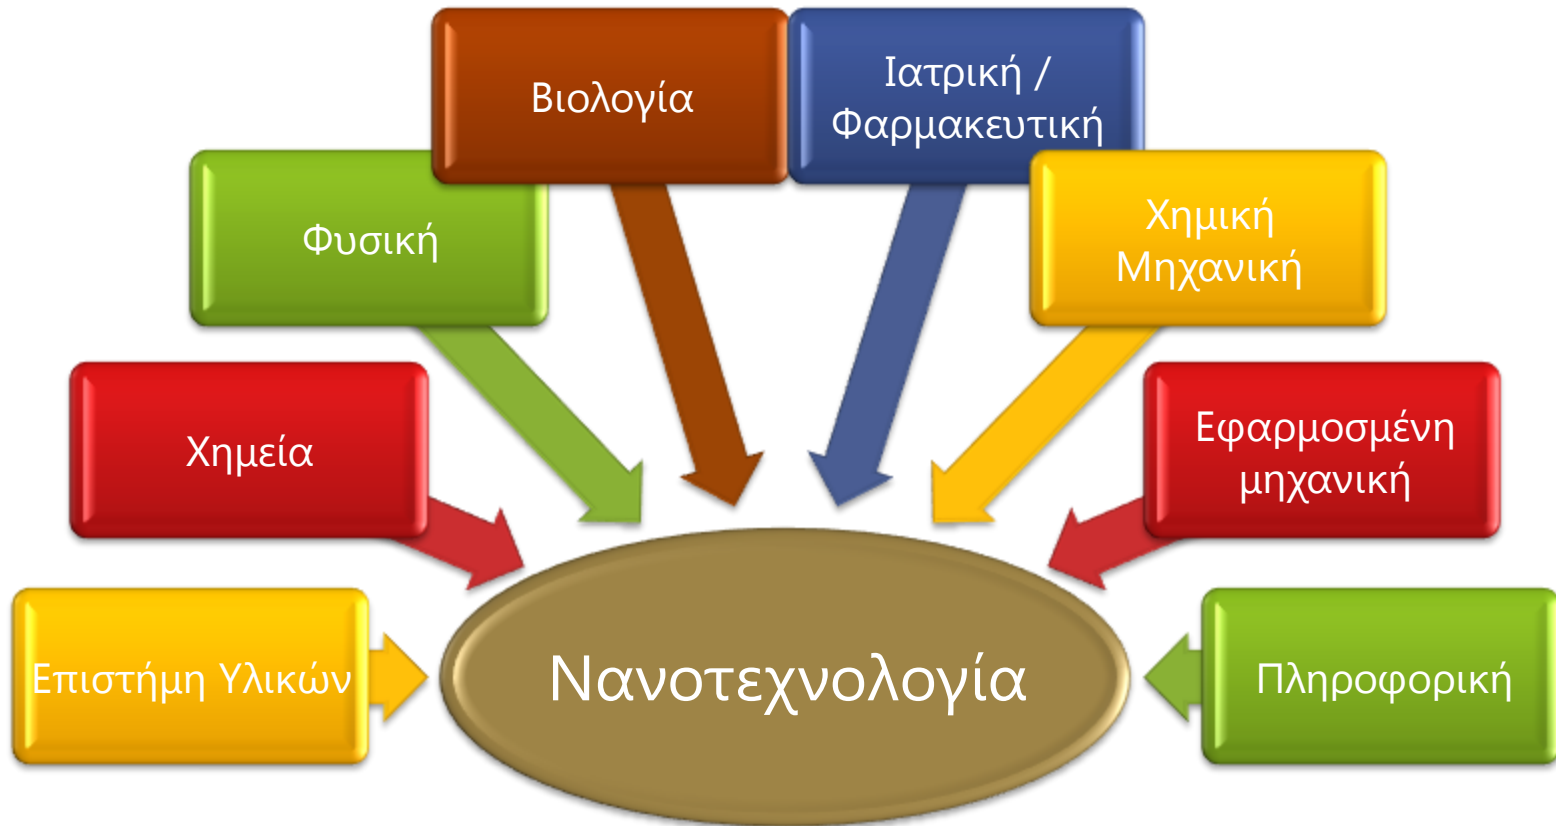 Βιολογία
Ιατρική /
Φαρμακευτική
Φυσική
Χημική
Μηχανική
Χημεία
Εφαρμοσμένη
μηχανική
Επιστήμη Υλικών
Νανοτεχνολογία
Πληροφορική